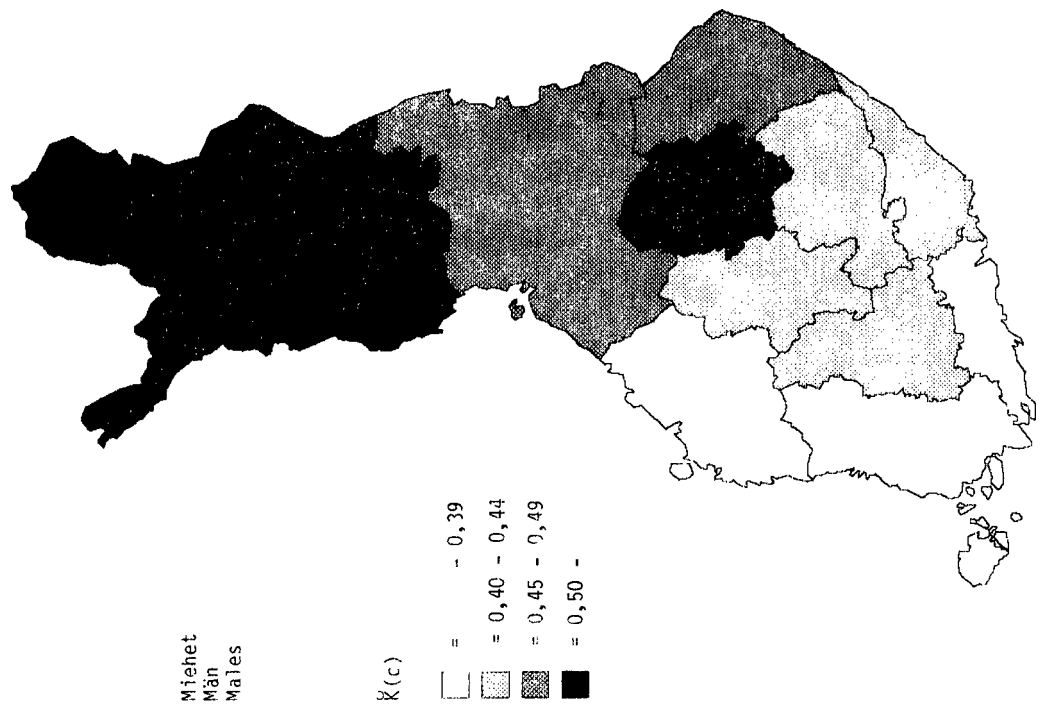 Miehet
Män
Males
K(c)
= - 0,39
= 0,40 - 0,44
= 0,45 - 0,49
= 0,50 -